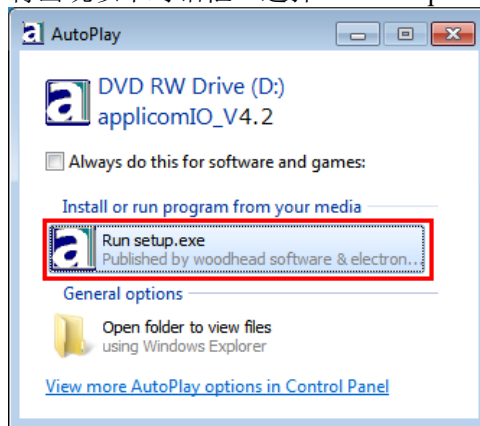 AutoPlay
DVD RW Drive (D:)
applicomIO_V4.2
Always do this for software and games:
Install or run program from your media
Run setup.exe
Published by woodhead software & electron...
General options
Open folder to view files
using Windows Explorer
View more AutoPlay options in Control Panel